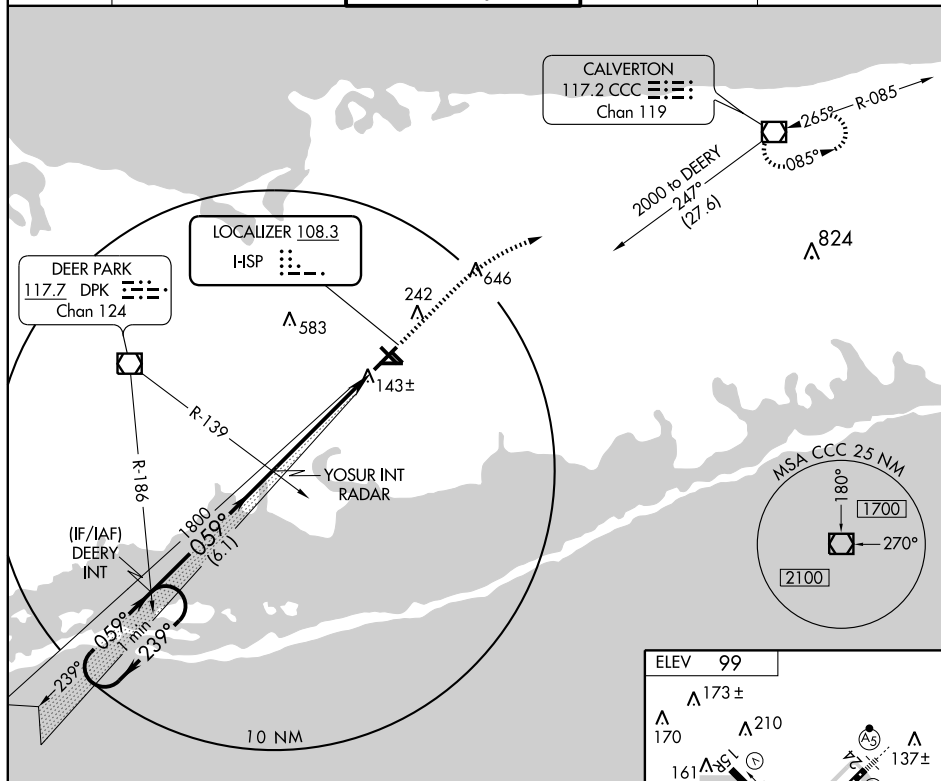 CALVERTON
117.2 CCC
Chan 119
R-085
265°
085°
2000 to DEERY
247°
(27.6)
LOCALIZER 108.3
I-ISP
DEER PARK
117.7 DPK
Chan 124
824
646
242
583
143±
R-139
R-186
YOSUR INT
RADAR
1800
059°
(6.1)
(IF/IAF)
DEERY
INT
059°
1 min
239°
239°
10 NM
MSA CCC 25 NM
180°
1700
270°
2100
ELEV 99
173±
170
210
161
15R
V
24
A5
137±